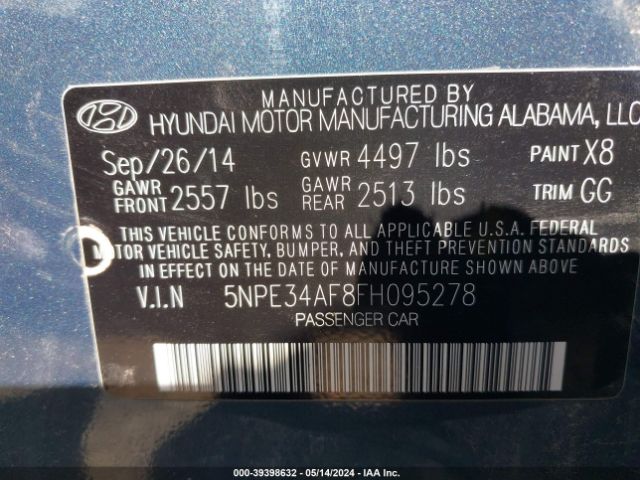 MANUFACTURED BY
HYUNDAI MOTOR MANUFACTURING ALABAMA, LLC
Sep/26/14 GVWR 4497 lbs PAINT X8
GAWR FRONT 2557 lbs GAWR REAR 2513 lbs TRIM GG
THIS VEHICLE CONFORMS TO ALL APPLICABLE U.S.A. FEDERAL
MOTOR VEHICLE SAFETY, BUMPER, AND THEFT PREVENTION STANDARDS
IN EFFECT ON THE DATE OF MANUFACTURE SHOWN ABOVE.
V.I.N 5NPE34AF8FH095278
PASSENGER CAR
000-39398632 - 05/14/2024 - IAA Inc.